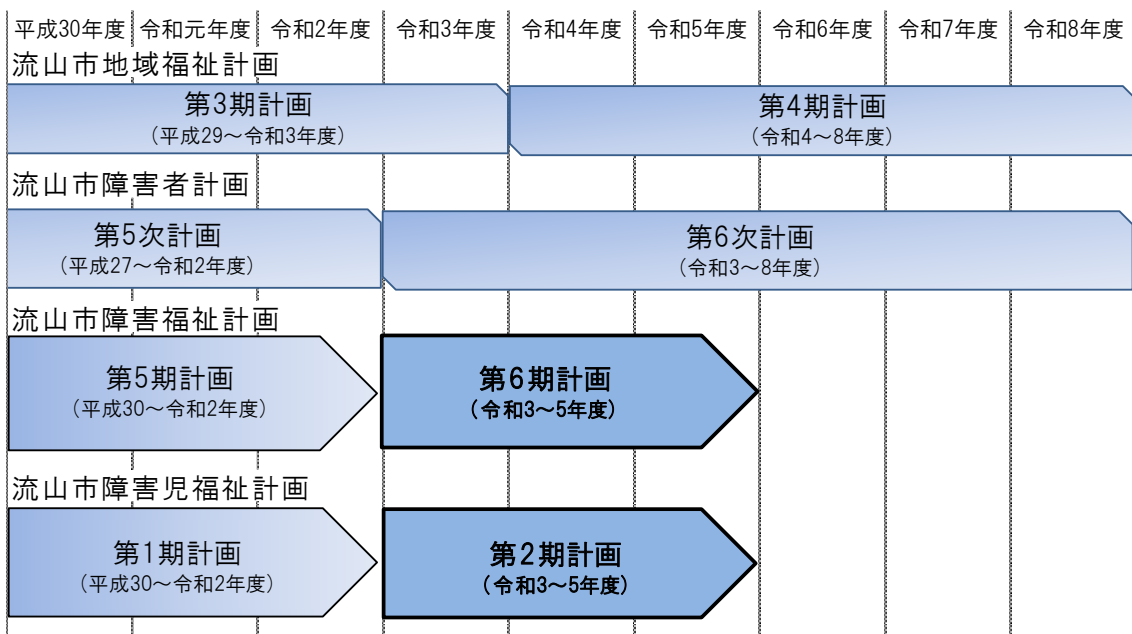 平成30年度 令和元年度 令和2年度 令和3年度 令和4年度 令和5年度 令和6年度 令和7年度 令和8年度
流山市地域福祉計画
第3期計画
（平成29～令和3年度）
第4期計画
（令和4～8年度）
流山市障害者計画
第5次計画
（平成27～令和2年度）
第6次計画
（令和3～8年度）
流山市障害福祉計画
第5期計画
（平成30～令和2年度）
第6期計画
（令和3～5年度）
流山市障害児福祉計画
第1期計画
（平成30～令和2年度）
第2期計画
（令和3～5年度）